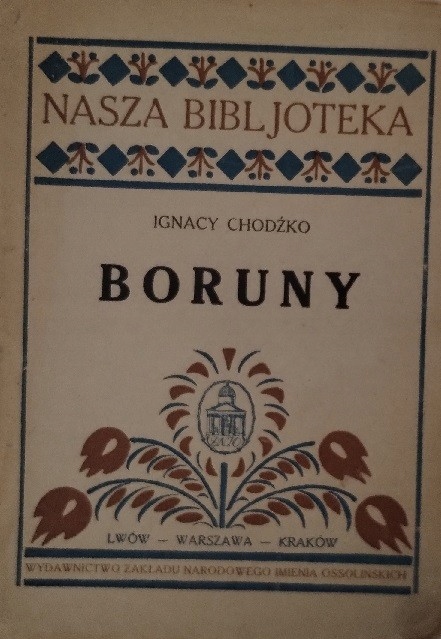 NASZA BIBLJOTEKA
IGNACY CHODŹKO
BORUNY
LWÓW — WARSZAWA — KRAKÓW
WYDAWNICTWO ZAKŁADU NARODOWEGO IMIENIA OSSOLIŃSKICH